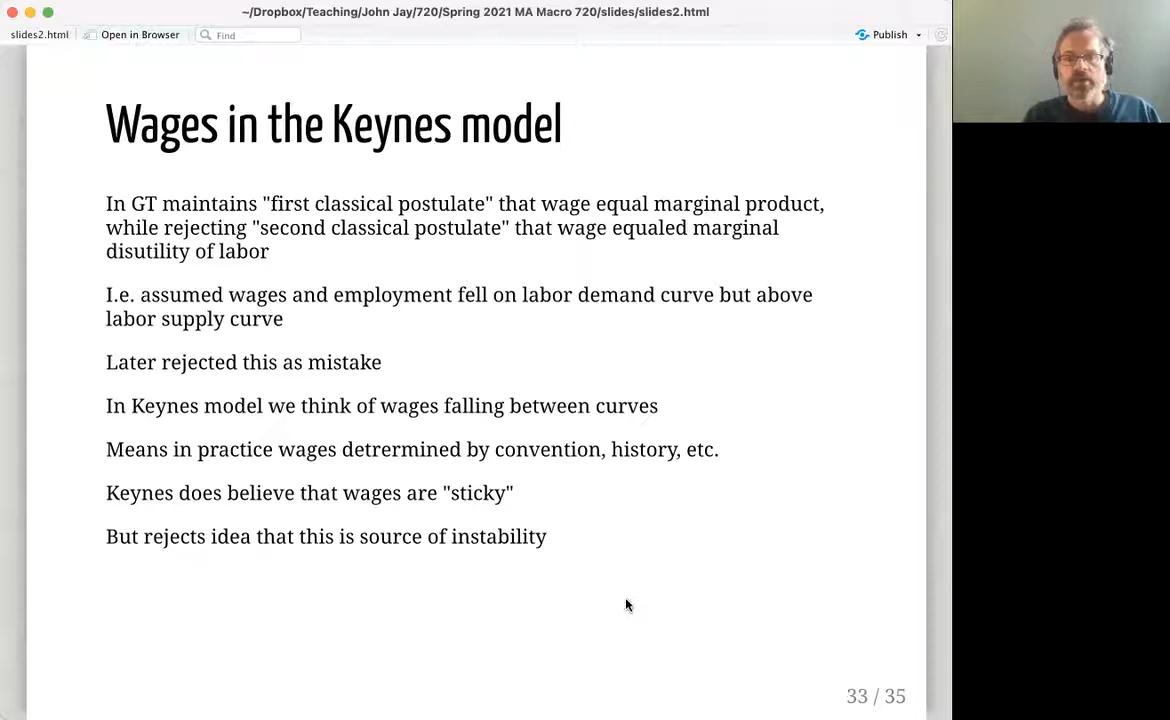 ~/Dropbox/Teaching/John Jay/720/Spring 2021 MA Macro 720/slides/slides2.html
slides2.html Open in Browser Find Publish
Wages in the Keynes model
In GT maintains "first classical postulate" that wage equal marginal product,
while rejecting "second classical postulate" that wage equaled marginal
disutility of labor
I.e. assumed wages and employment fell on labor demand curve but above
labor supply curve
Later rejected this as mistake
In Keynes model we think of wages falling between curves
Means in practice wages detrermined by convention, history, etc.
Keynes does believe that wages are "sticky"
But rejects idea that this is source of instability
33 / 35